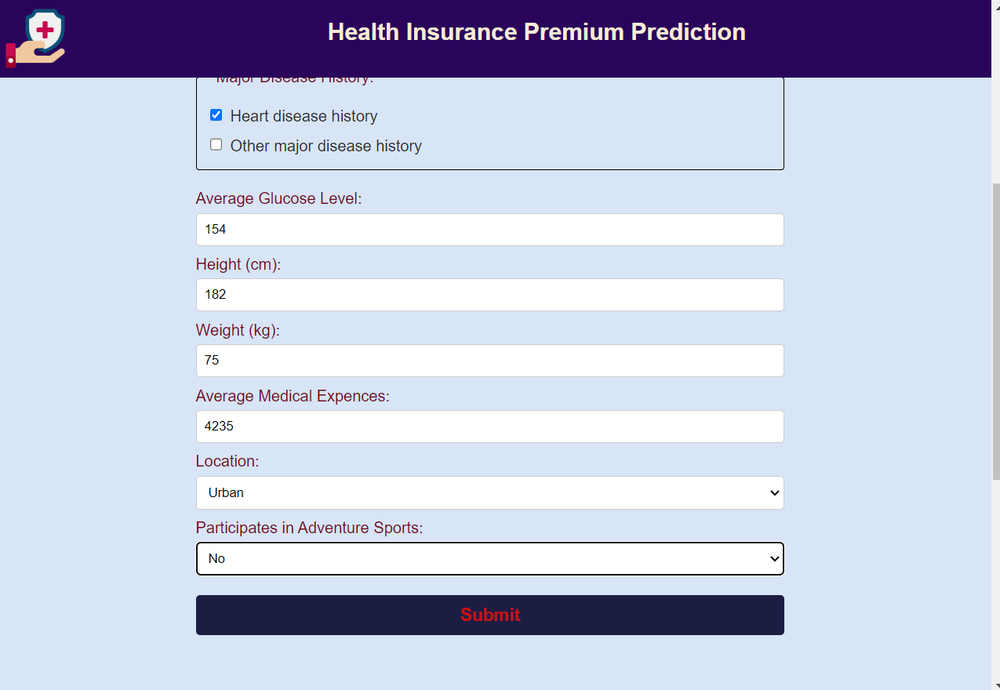 Health Insurance Premium Prediction
Major Disease History:
Heart disease history
Other major disease history
Average Glucose Level:
154
Height (cm):
182
Weight (kg):
75
Average Medical Expences:
4235
Location:
Urban
Participates in Adventure Sports:
No
Submit